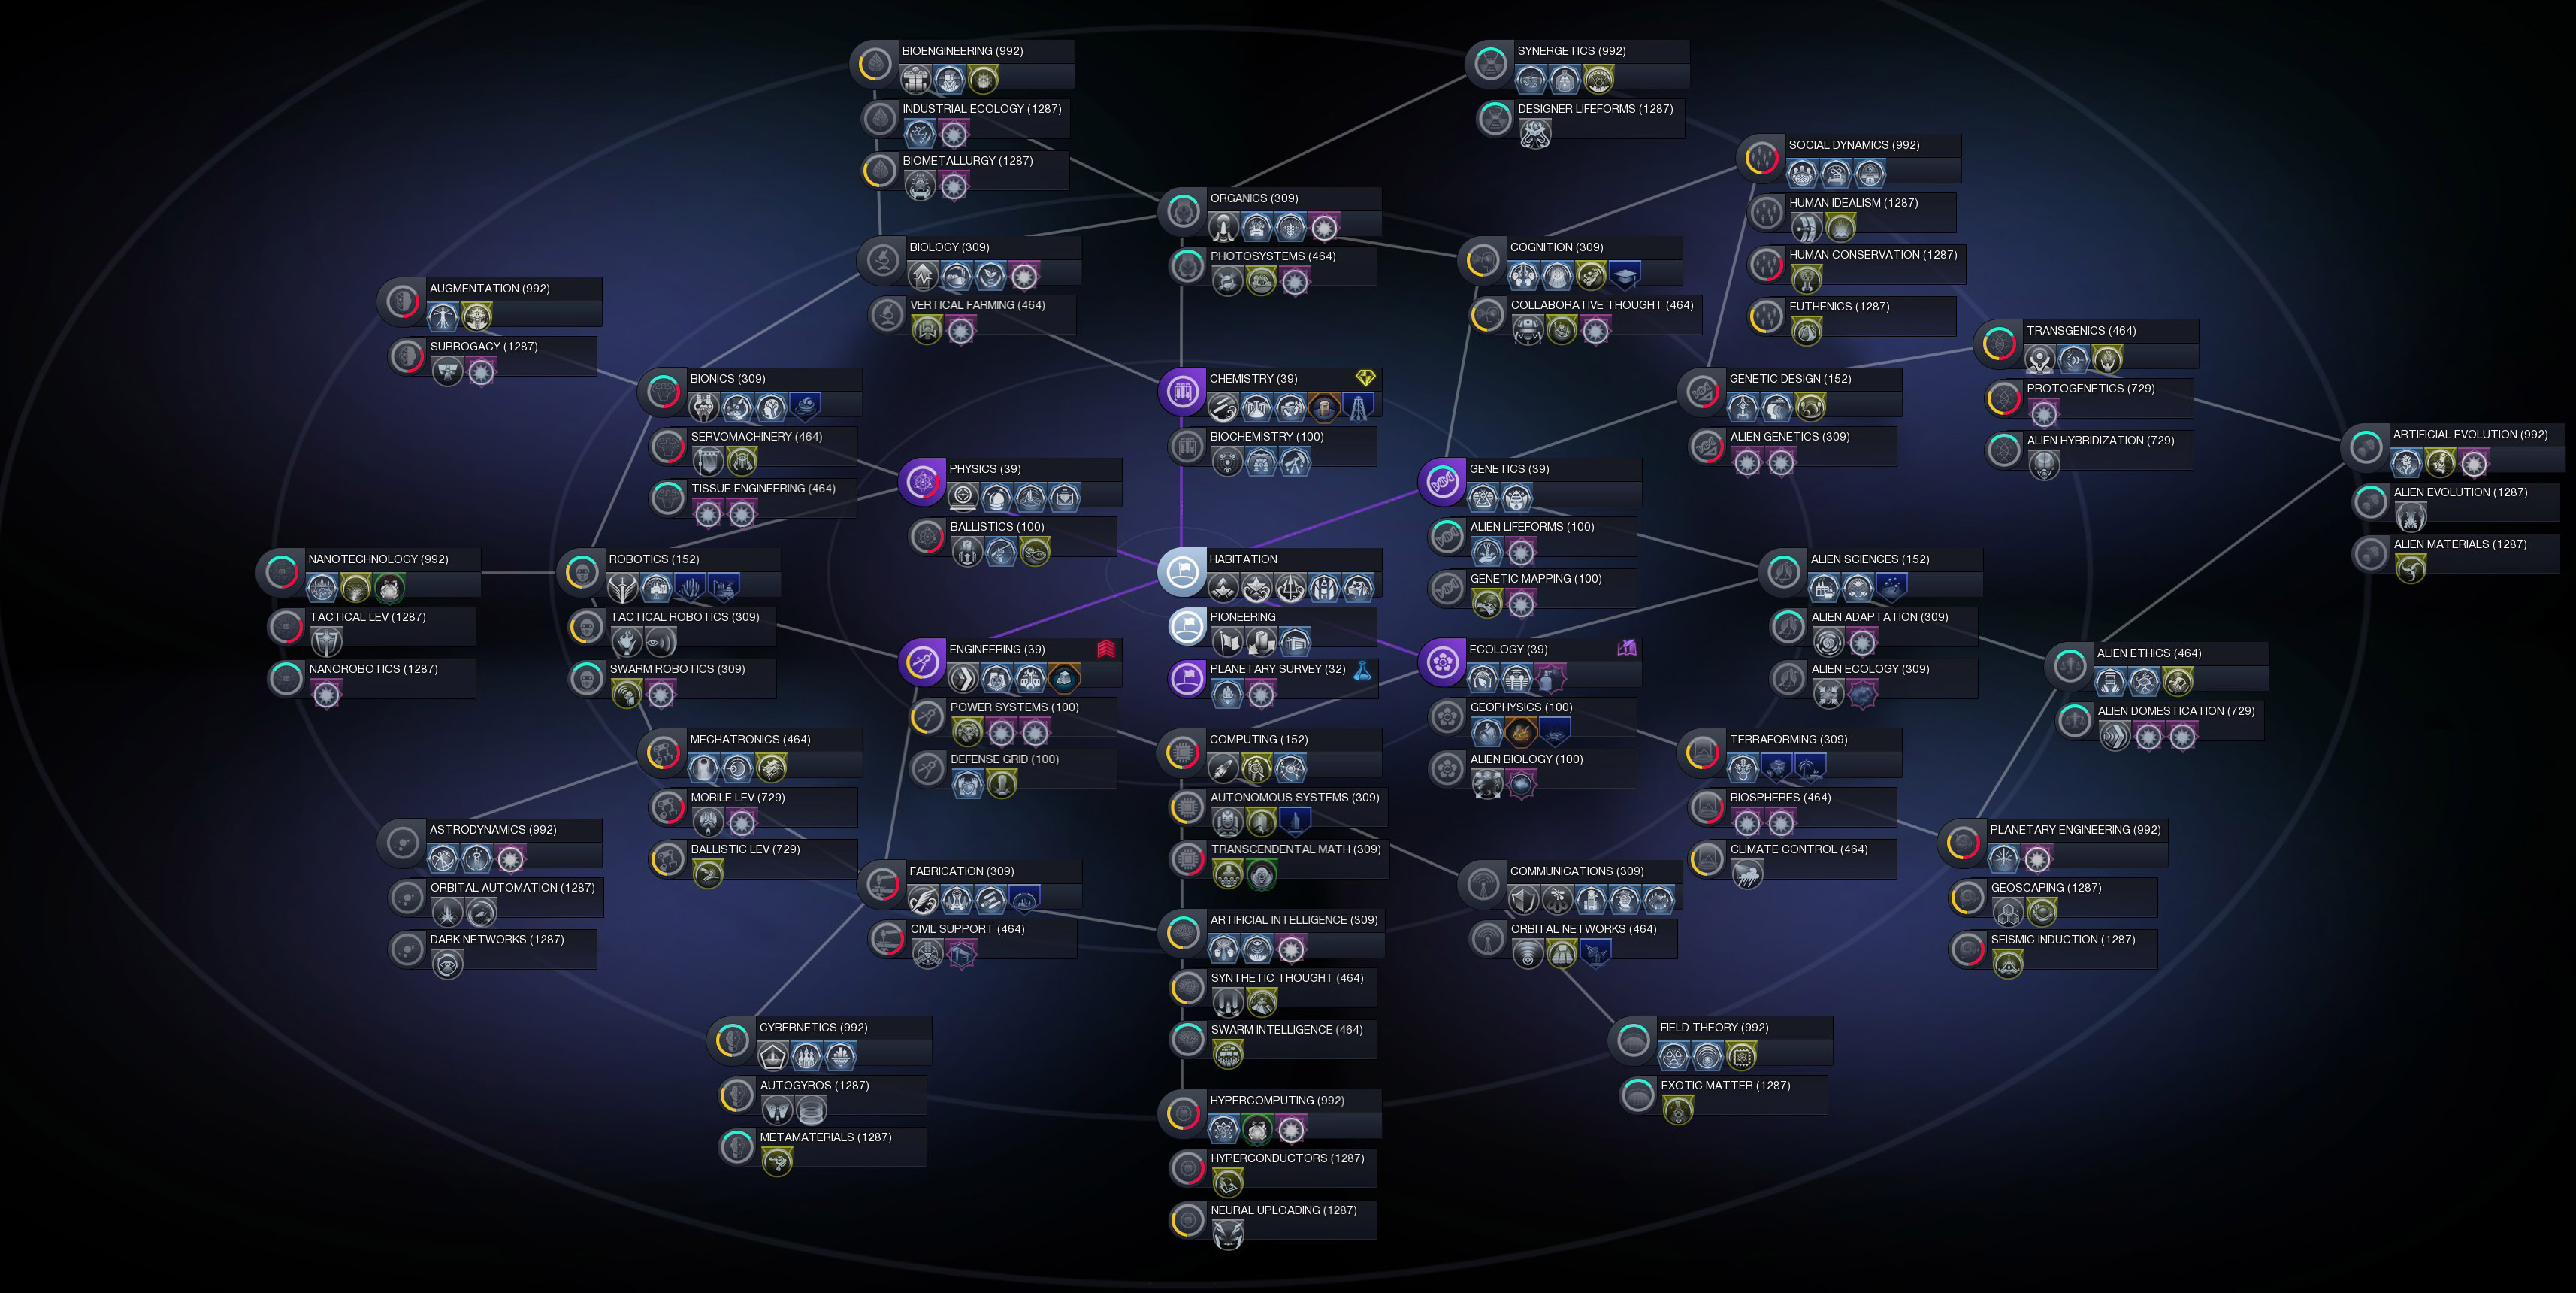 BIOENGINEERING (992)
INDUSTRIAL ECOLOGY (1287)
BIOMETALLURGY (1287)
SYNERGETICS (992)
DESIGNER LIFEFORMS (1287)
SOCIAL DYNAMICS (992)
HUMAN IDEALISM (1287)
HUMAN CONSERVATION (1287)
EUTHENICS (1287)
ORGANICS (309)
PHOTOSYSTEMS (464)
BIOLOGY (309)
VERTICAL FARMING (464)
COGNITION (309)
COLLABORATIVE THOUGHT (464)
AUGMENTATION (992)
SURROGACY (1287)
TRANSGENICS (464)
PROTOGENETICS (729)
ALIEN HYBRIDIZATION (729)
BIONICS (309)
SERVOMACHINERY (464)
TISSUE ENGINEERING (464)
CHEMISTRY (39)
BIOCHEMISTRY (100)
GENETIC DESIGN (152)
ALIEN GENETICS (309)
ARTIFICIAL EVOLUTION (992)
ALIEN EVOLUTION (1287)
ALIEN MATERIALS (1287)
PHYSICS (39)
BALLISTICS (100)
GENETICS (39)
ALIEN LIFEFORMS (100)
GENETIC MAPPING (100)
NANOTECHNOLOGY (992)
TACTICAL LEV (1287)
NANOROBOTICS (1287)
ROBOTICS (152)
TACTICAL ROBOTICS (309)
SWARM ROBOTICS (309)
HABITATION
PIONEERING
PLANETARY SURVEY (32)
ALIEN SCIENCES (152)
ALIEN ADAPTATION (309)
ALIEN ECOLOGY (309)
ENGINEERING (39)
POWER SYSTEMS (100)
DEFENSE GRID (100)
ECOLOGY (39)
GEOPHYSICS (100)
ALIEN BIOLOGY (100)
ALIEN ETHICS (464)
ALIEN DOMESTICATION (729)
MECHATRONICS (464)
MOBILE LEV (729)
BALLISTIC LEV (729)
COMPUTING (152)
AUTONOMOUS SYSTEMS (309)
TRANSCENDENTAL MATH (309)
TERRAFORMING (309)
BIOSPHERES (464)
CLIMATE CONTROL (464)
ASTRODYNAMICS (992)
ORBITAL AUTOMATION (1287)
DARK NETWORKS (1287)
PLANETARY ENGINEERING (992)
GEOSCAPING (1287)
SEISMIC INDUCTION (1287)
FABRICATION (309)
CIVIL SUPPORT (464)
COMMUNICATIONS (309)
ORBITAL NETWORKS (464)
ARTIFICIAL INTELLIGENCE (309)
SYNTHETIC THOUGHT (464)
SWARM INTELLIGENCE (464)
CYBERNETICS (992)
AUTOGYROS (1287)
METAMATERIALS (1287)
FIELD THEORY (992)
EXOTIC MATTER (1287)
HYPERCOMPUTING (992)
HYPERCONDUCTORS (1287)
NEURAL UPLOADING (1287)